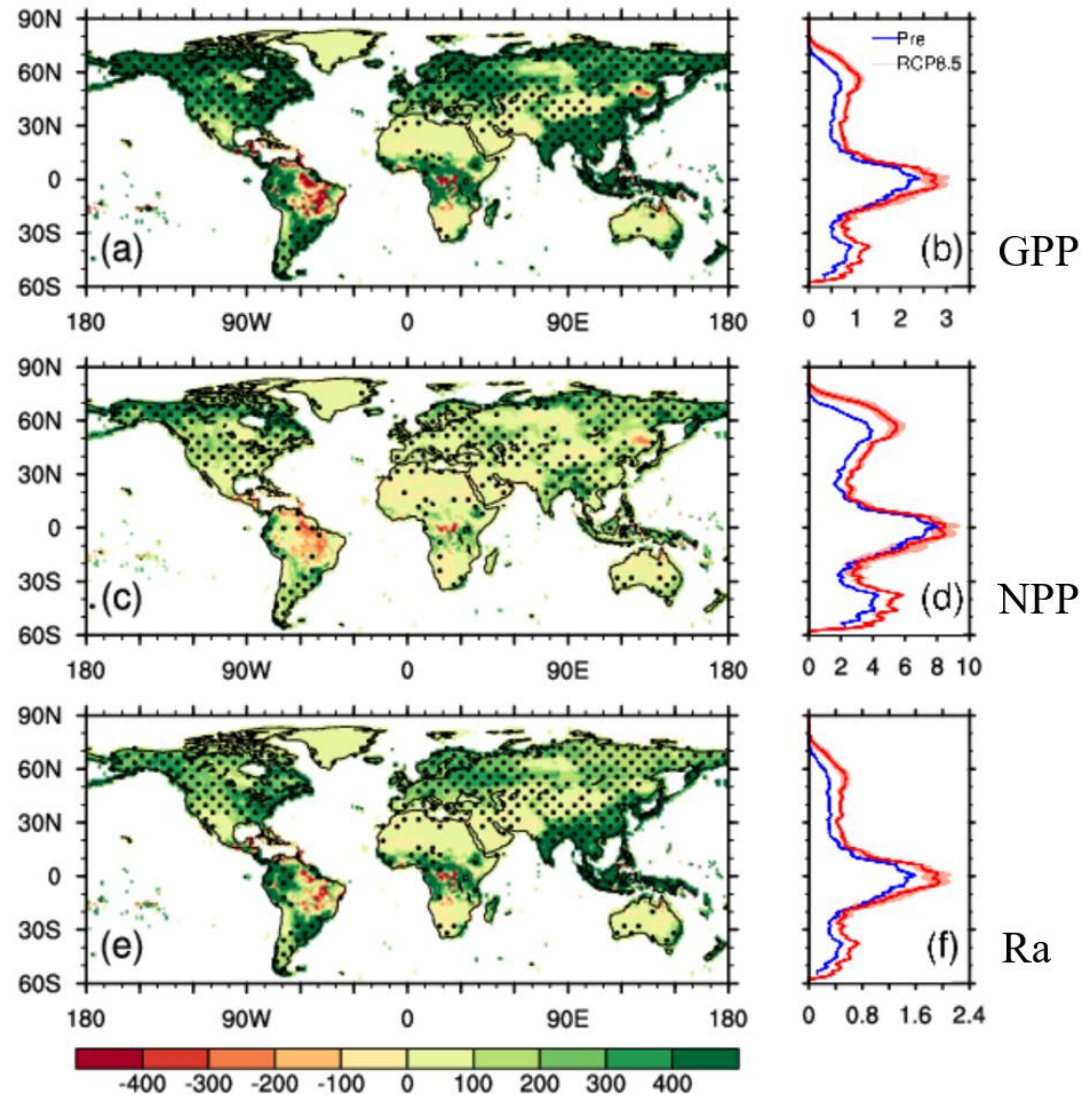 90N
60N
30N
0
30S
60S
(a)
180 90W 0 90E 180
Pre
RCP8.5
(b)
0 1 2 3
GPP
90N
60N
30N
0
30S
60S
(c)
180 90W 0 90E 180
(d)
0 2 4 6 8 10
NPP
90N
60N
30N
0
30S
60S
(e)
180 90W 0 90E 180
(f)
0 0.8 1.6 2.4
Ra
-400 -300 -200 -100 0 100 200 300 400